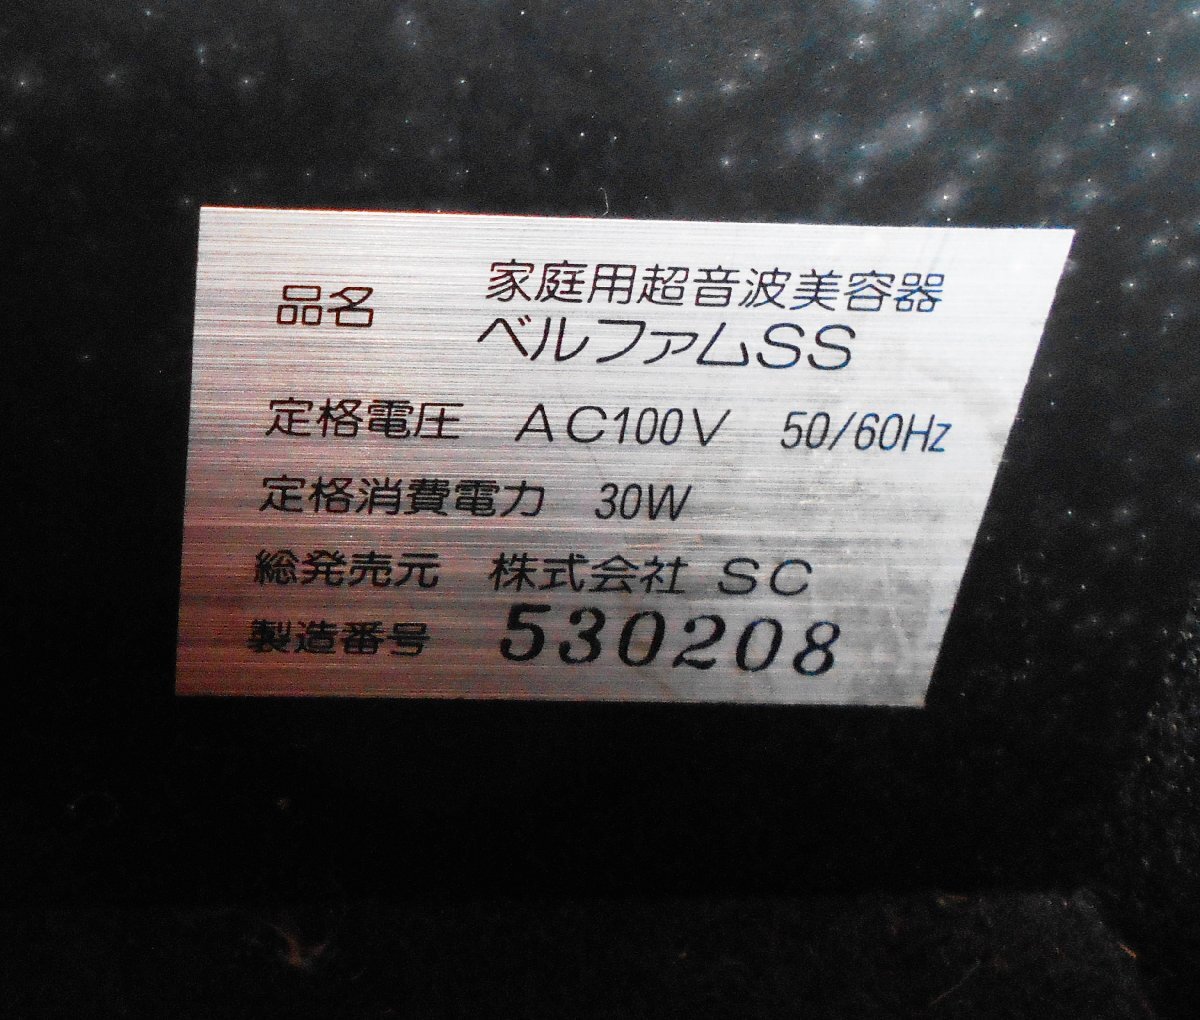 品名 家庭用超音波美容器
ベルファムSS
定格電圧 AC100V 50/60Hz
定格消費電力 30W
総発売元 株式会社 SC
製造番号 530208